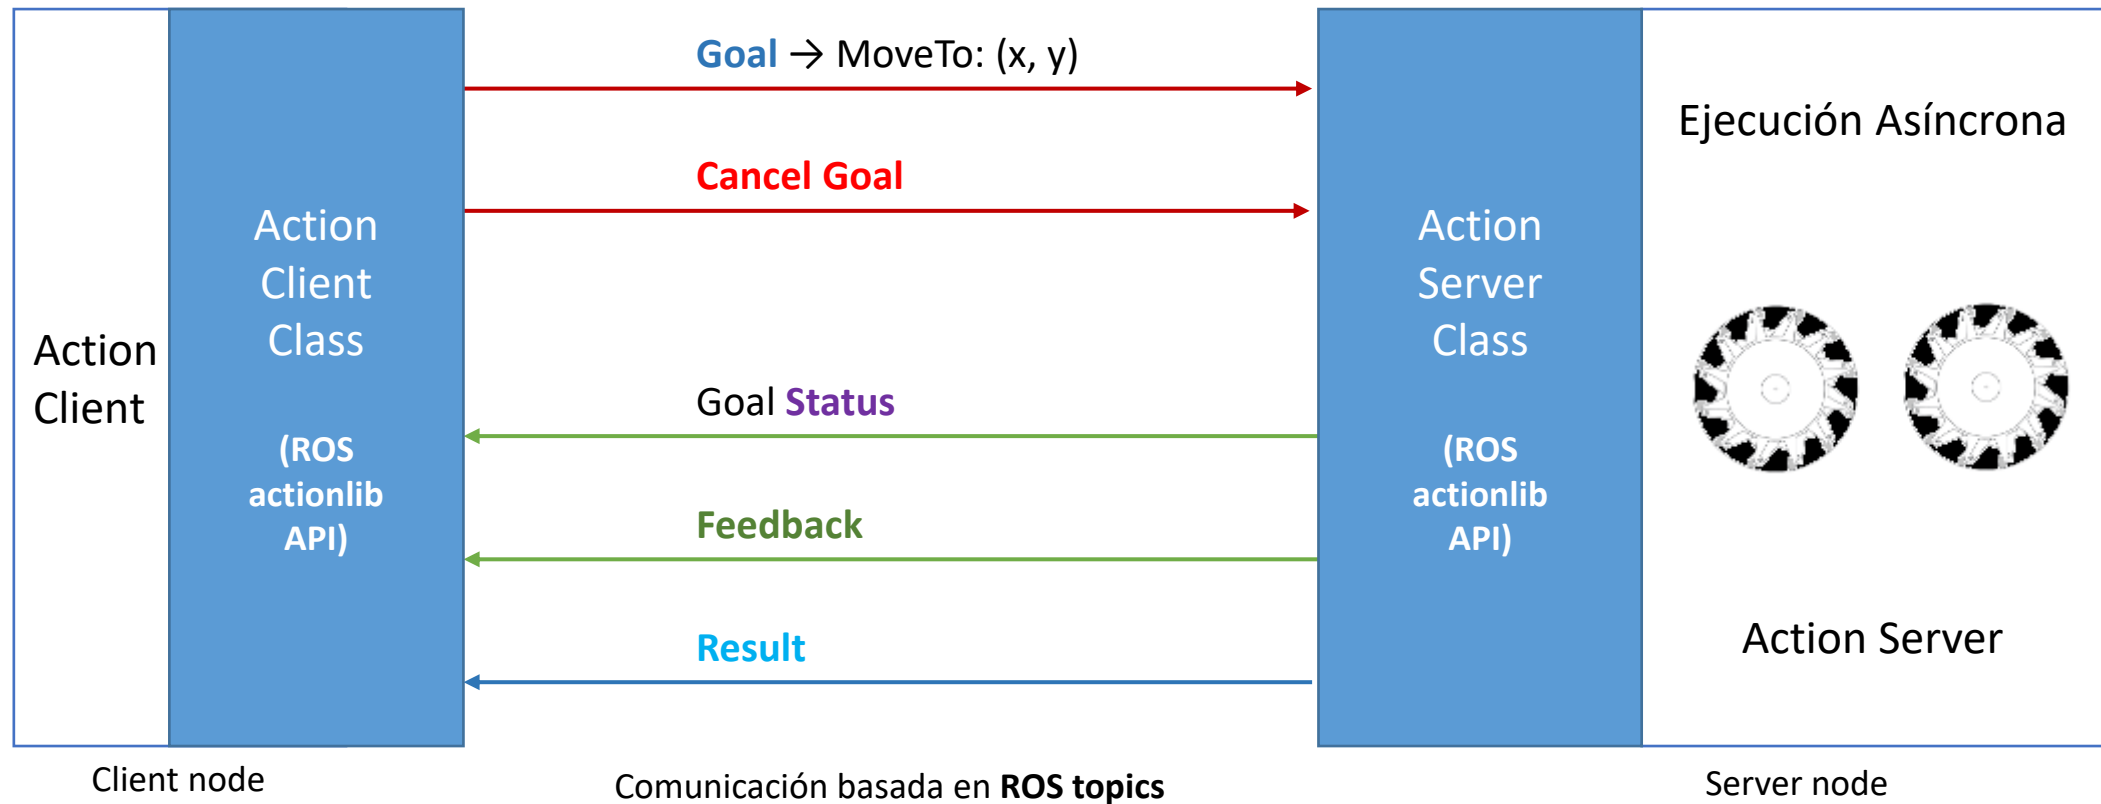 Goal → MoveTo: (x, y)
Cancel Goal
Goal Status
Feedback
Result
Action
Client
Action
Client
Class
(ROS
actionlib
API)
Action
Server
Class
(ROS
actionlib
API)
Ejecución Asíncrona
Action Server
Client node
Comunicación basada en ROS topics
Server node